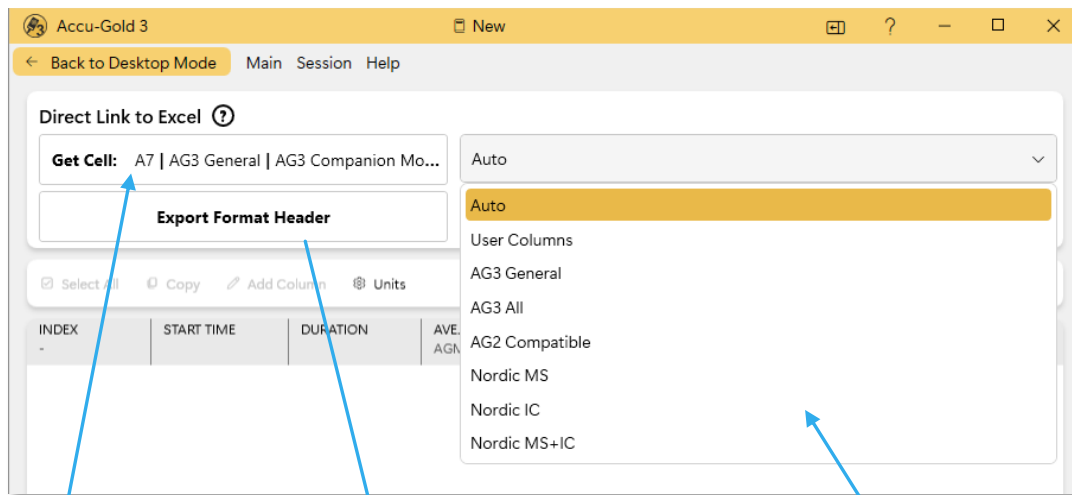 Accu-Gold 3
New
?
← Back to Desktop Mode Main Session Help
Direct Link to Excel ?
Get Cell: A7 | AG3 General | AG3 Companion Mo...
Auto
Export Format Header
Auto
User Columns
AG3 General
AG3 All
AG2 Compatible
Nordic MS
Nordic IC
Nordic MS+IC
Select All Copy Add Column Units
INDEX START TIME DURATION AVE.
-